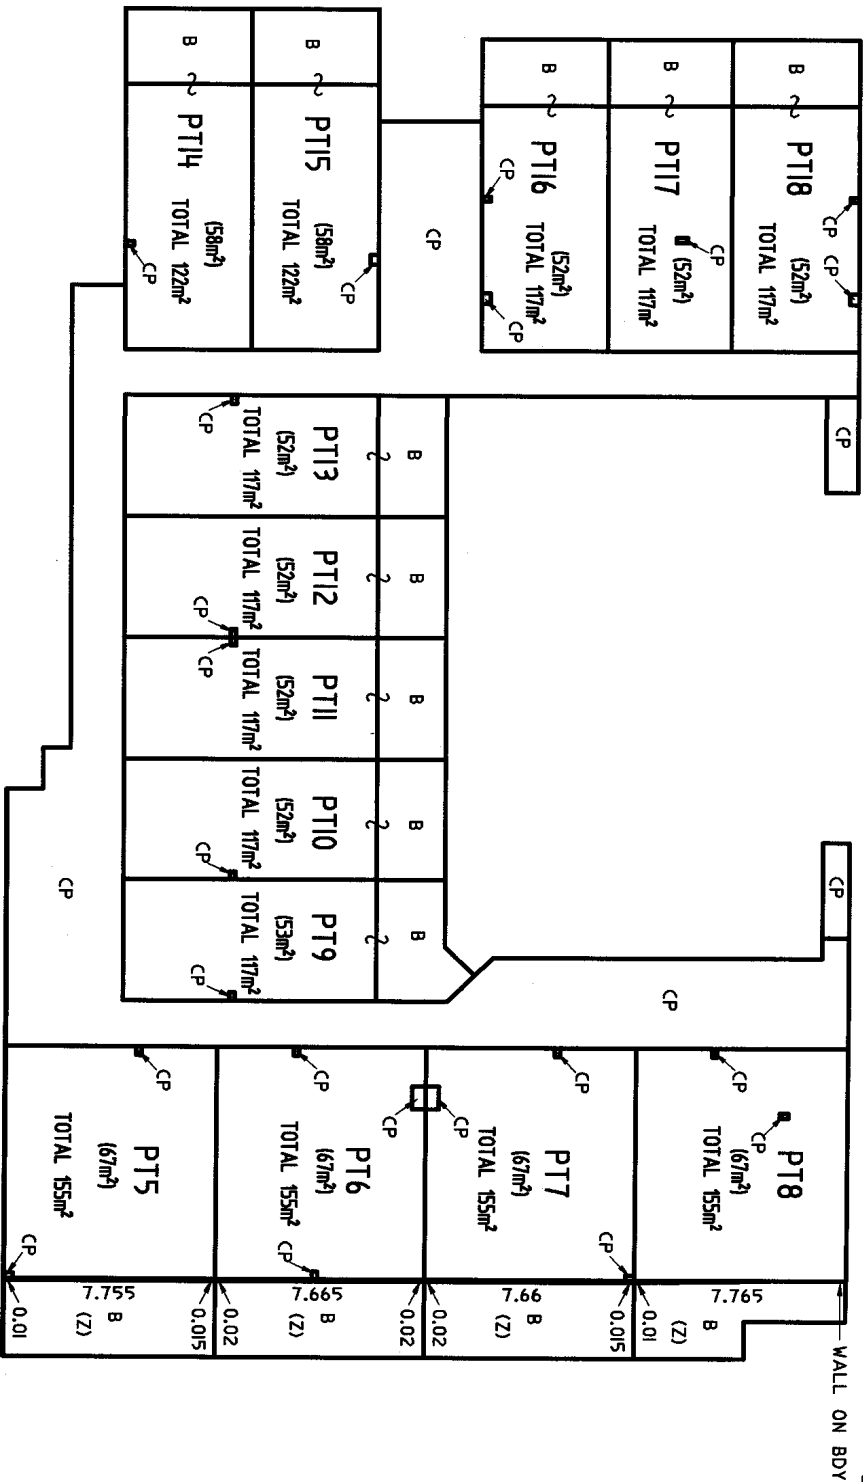 WALL ON BDY
CP
B
PT18
(52m²)
TOTAL 117m²
CP
CP
B
PT17
(52m²)
TOTAL 117m²
CP
B
PT16
(52m²)
TOTAL 117m²
CP
CP
CP
B
PT15
(58m²)
TOTAL 122m²
CP
B
PT14
(58m²)
TOTAL 122m²
CP
B
PT13
(52m²)
TOTAL 117m²
CP
B
PT12
(52m²)
TOTAL 117m²
CP
B
PT11
(52m²)
TOTAL 117m²
CP
B
PT10
(52m²)
TOTAL 117m²
CP
B
PT9
(53m²)
TOTAL 117m²
CP
CP
CP
CP
PT8
(67m²)
TOTAL 155m²
CP
CP
7.765
B
(Z)
0.01
PT7
(67m²)
TOTAL 155m²
CP
CP
CP
0.015
7.66
B
(Z)
0.02
PT6
(67m²)
TOTAL 155m²
CP
CP
CP
0.02
7.665
B
(Z)
0.02
PT5
(67m²)
TOTAL 155m²
CP
CP
0.015
7.755
B
(Z)
0.01